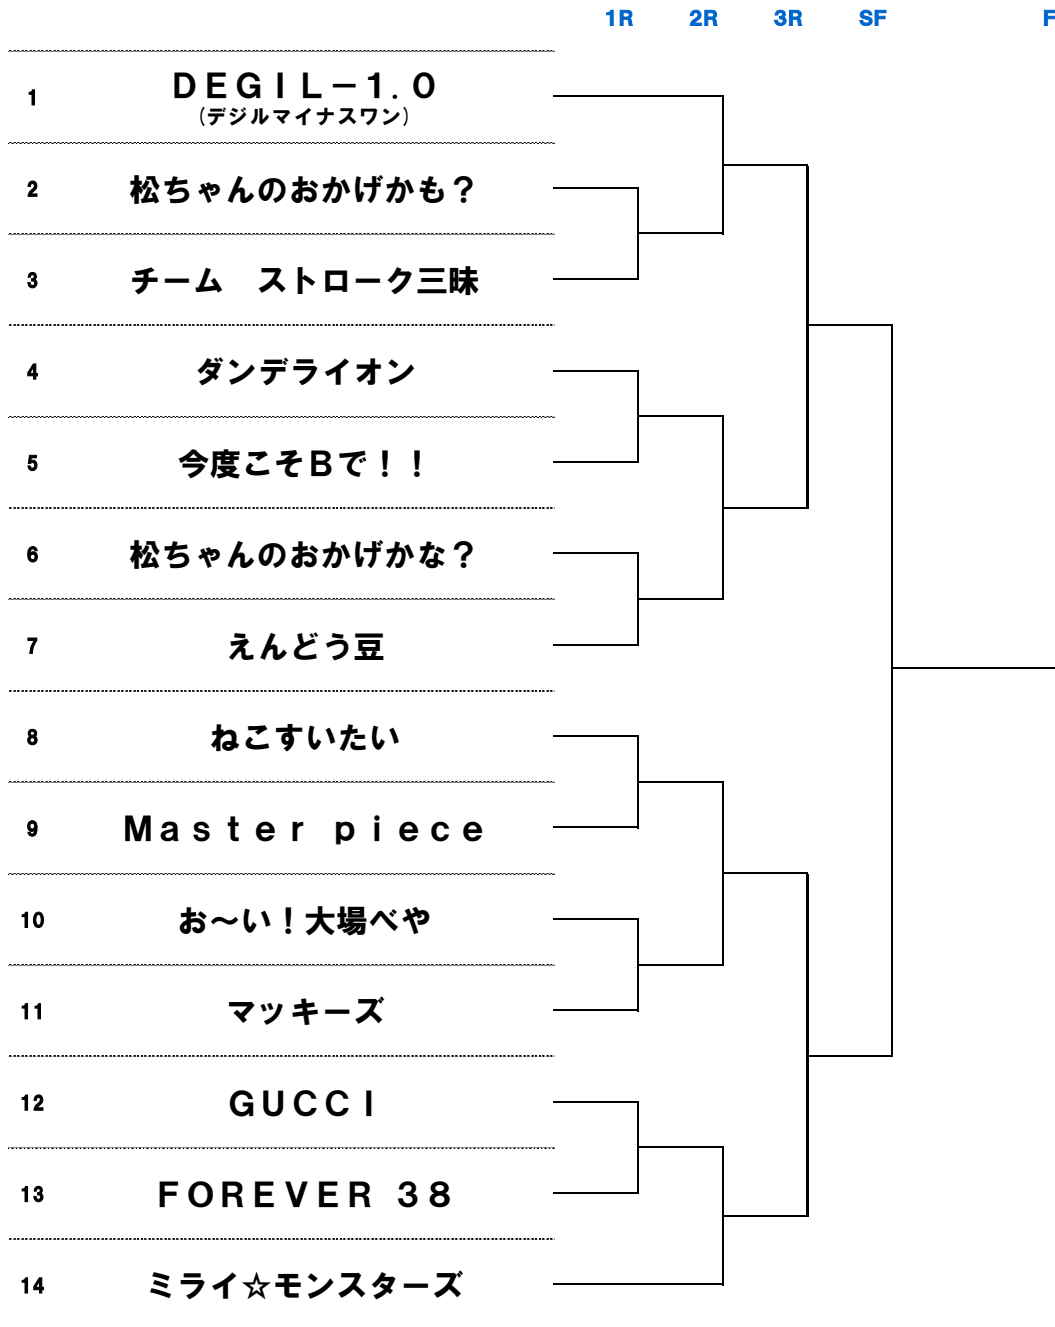 1R 2R 3R SF F
1 ＤＥＧＩＬ－１．０
（デジルマイナスワン）
2 松ちゃんのおかげかも？
3 チーム　ストローク三昧
4 ダンデライオン
5 今度こそＢで！！
6 松ちゃんのおかげかな？
7 えんどう豆
8 ねこすいたい
9 Ｍａｓｔｅｒ ｐｉｅｃｅ
10 お～い！大場べや
11 マッキーズ
12 ＧＵＣＣＩ
13 ＦＯＲＥＶＥＲ ３８
14 ミライ☆モンスターズ